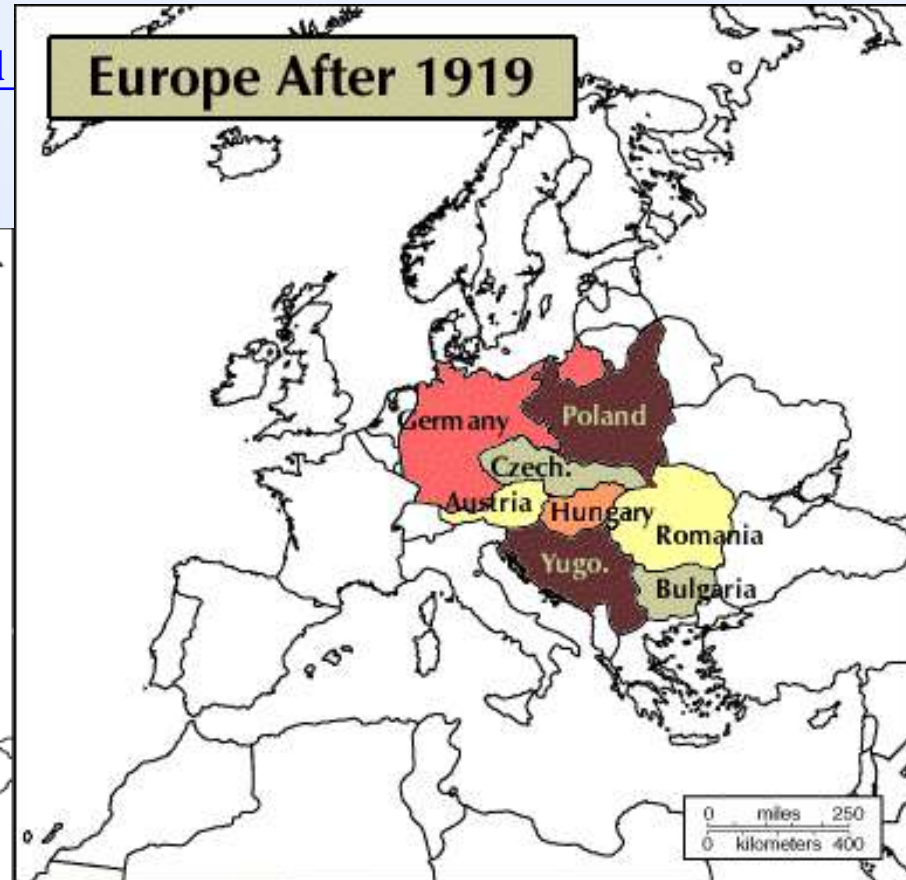 Europe After 1919
Germany
Poland
Czech.
Austria
Hungary
Romania
Yugo.
Bulgaria
0 miles 250
0 kilometers 400